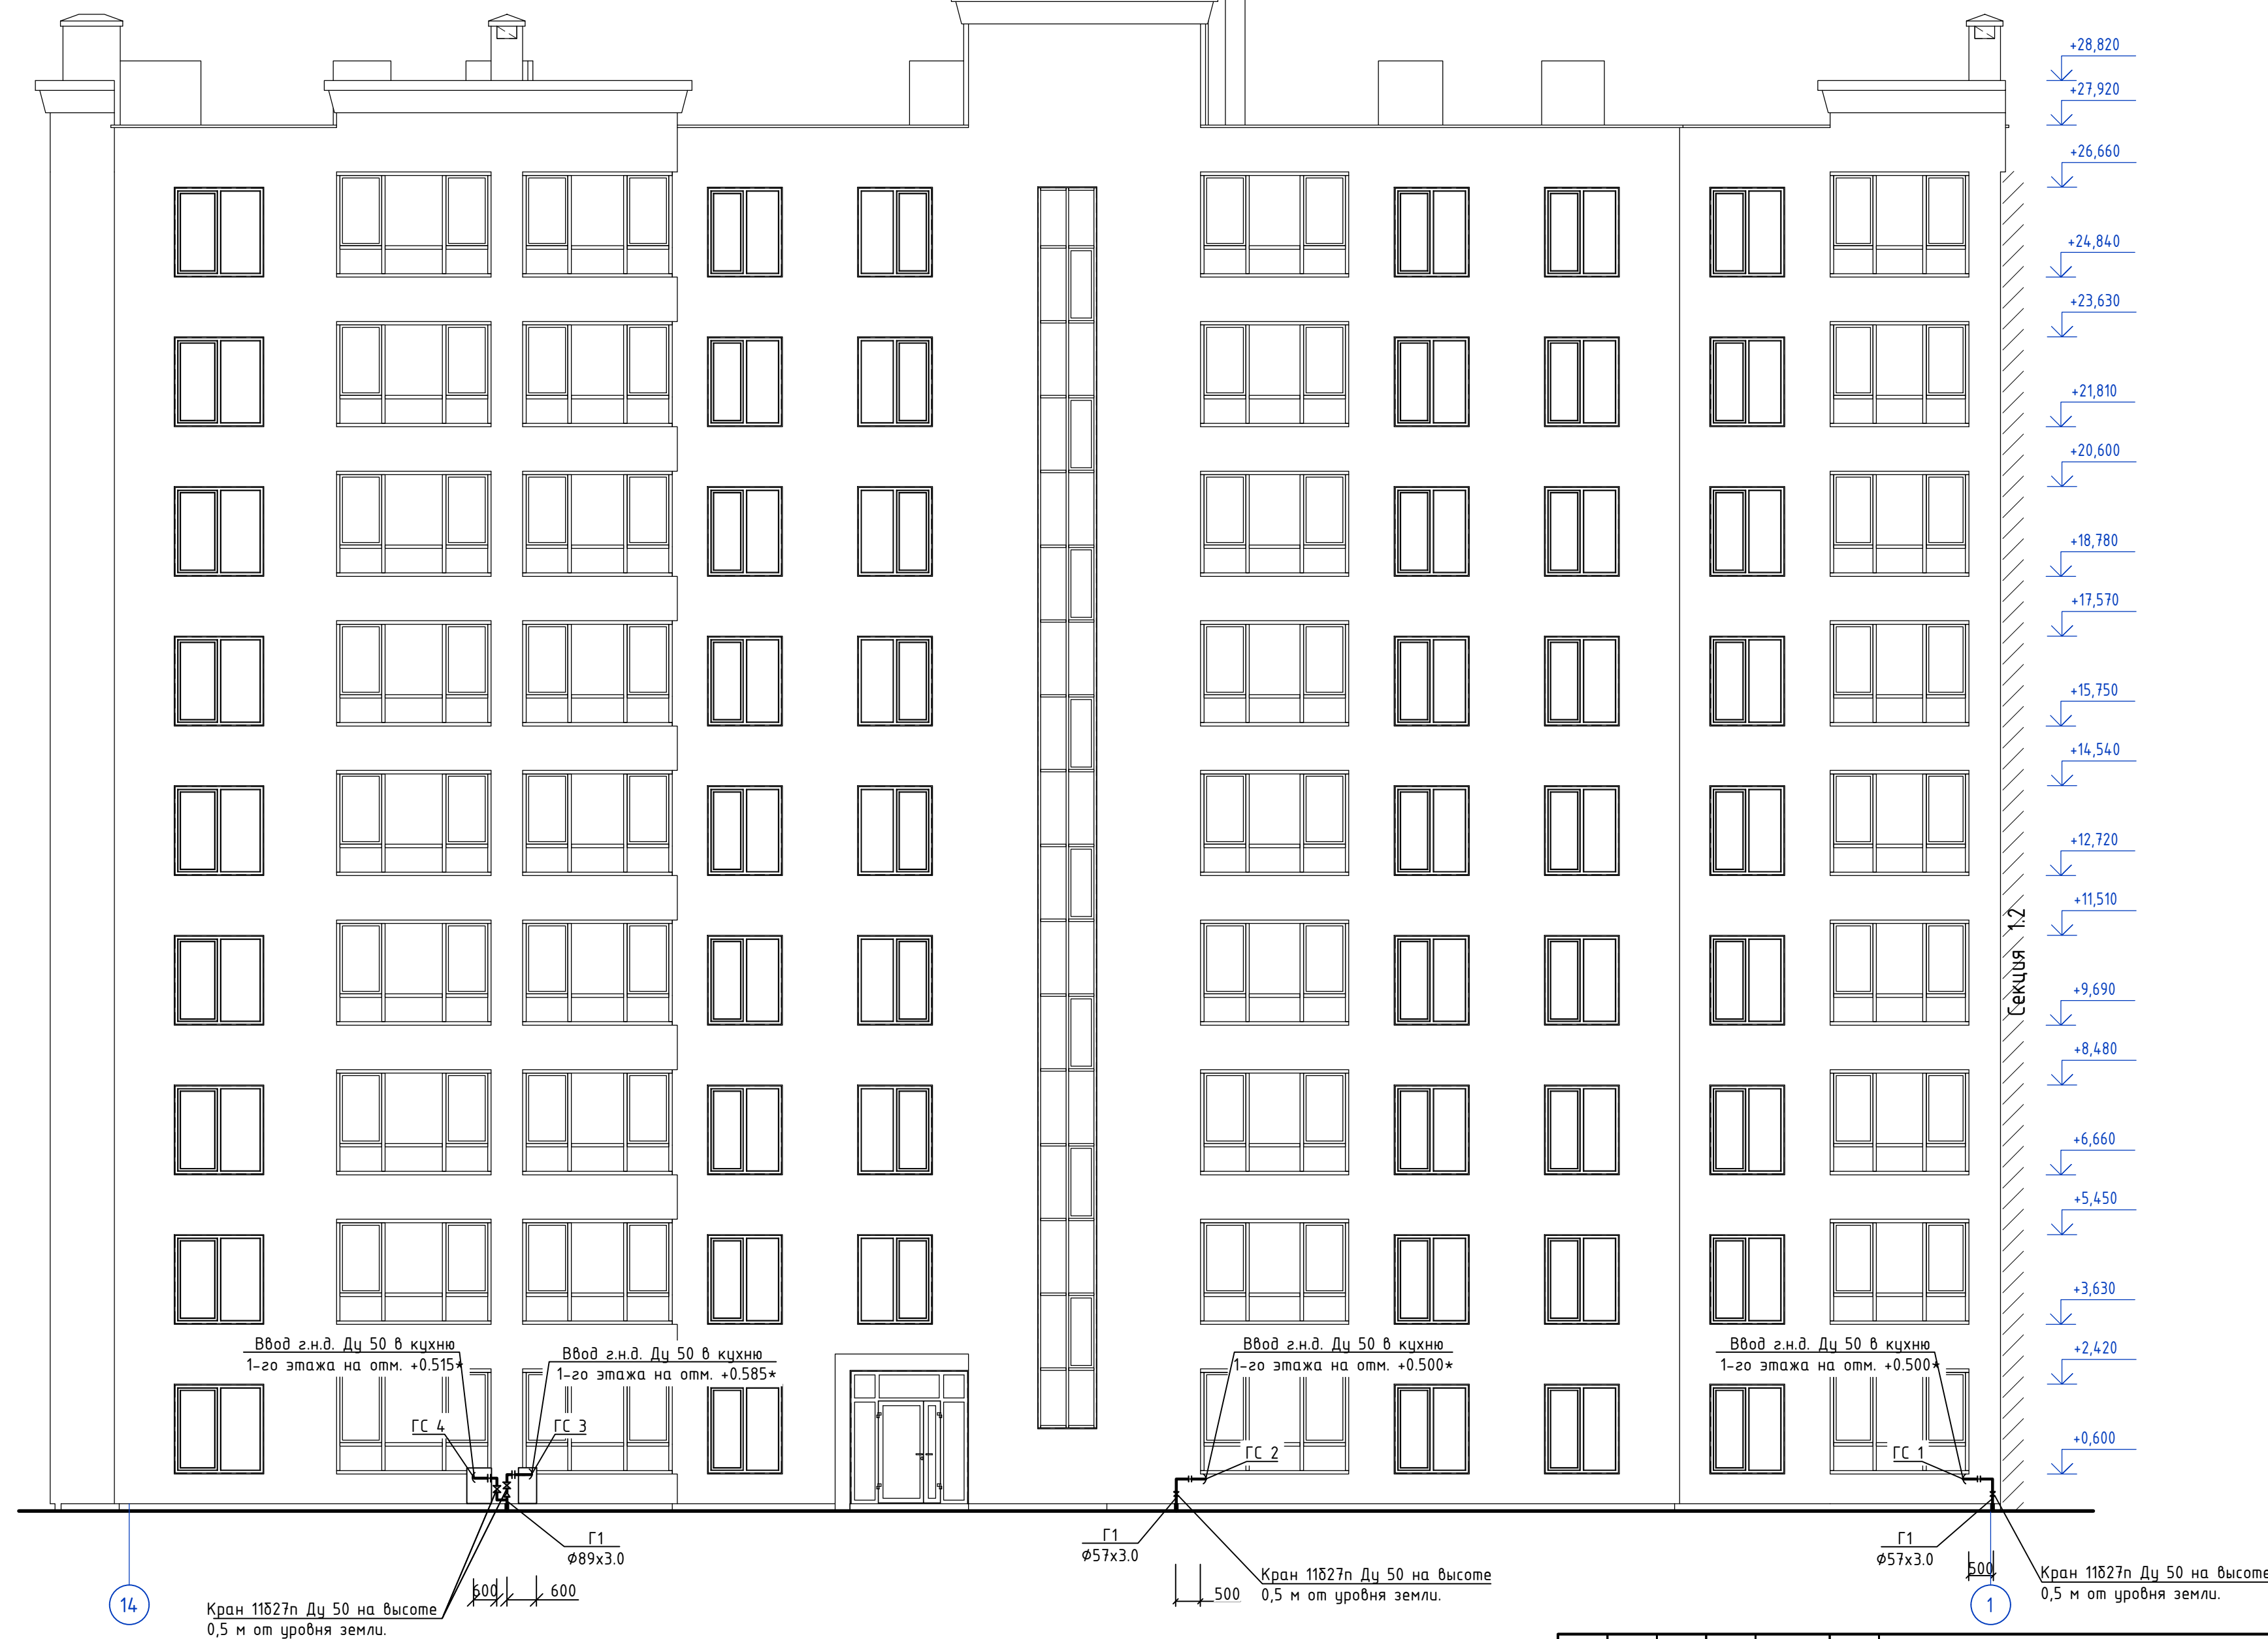 +28,820
+27,920
+26,660
+24,840
+23,630
+21,810
+20,600
+18,780
+17,570
+15,750
+14,540
+12,720
+11,510
+9,690
+8,480
+6,660
+5,450
+3,630
+2,420
+0,600
Секция 1.2
Ввод г.н.д. Ду 50 в кухню
1-го этажа на отм. +0.515*
ГС 4
Ввод г.н.д. Ду 50 в кухню
1-го этажа на отм. +0.585*
ГС 3
Ввод г.н.д. Ду 50 в кухню
1-го этажа на отм. +0.500*
ГС 2
Ввод г.н.д. Ду 50 в кухню
1-го этажа на отм. +0.500*
ГС 1
Г1
Ø89х3.0
Г1
Ø57х3.0
Г1
Ø57х3.0
600
600
500
500
Кран 11б27п Ду 50 на высоте
0,5 м от уровня земли.
Кран 11б27п Ду 50 на высоте
0,5 м от уровня земли.
Кран 11б27п Ду 50 на высоте
0,5 м от уровня земли.
14
1